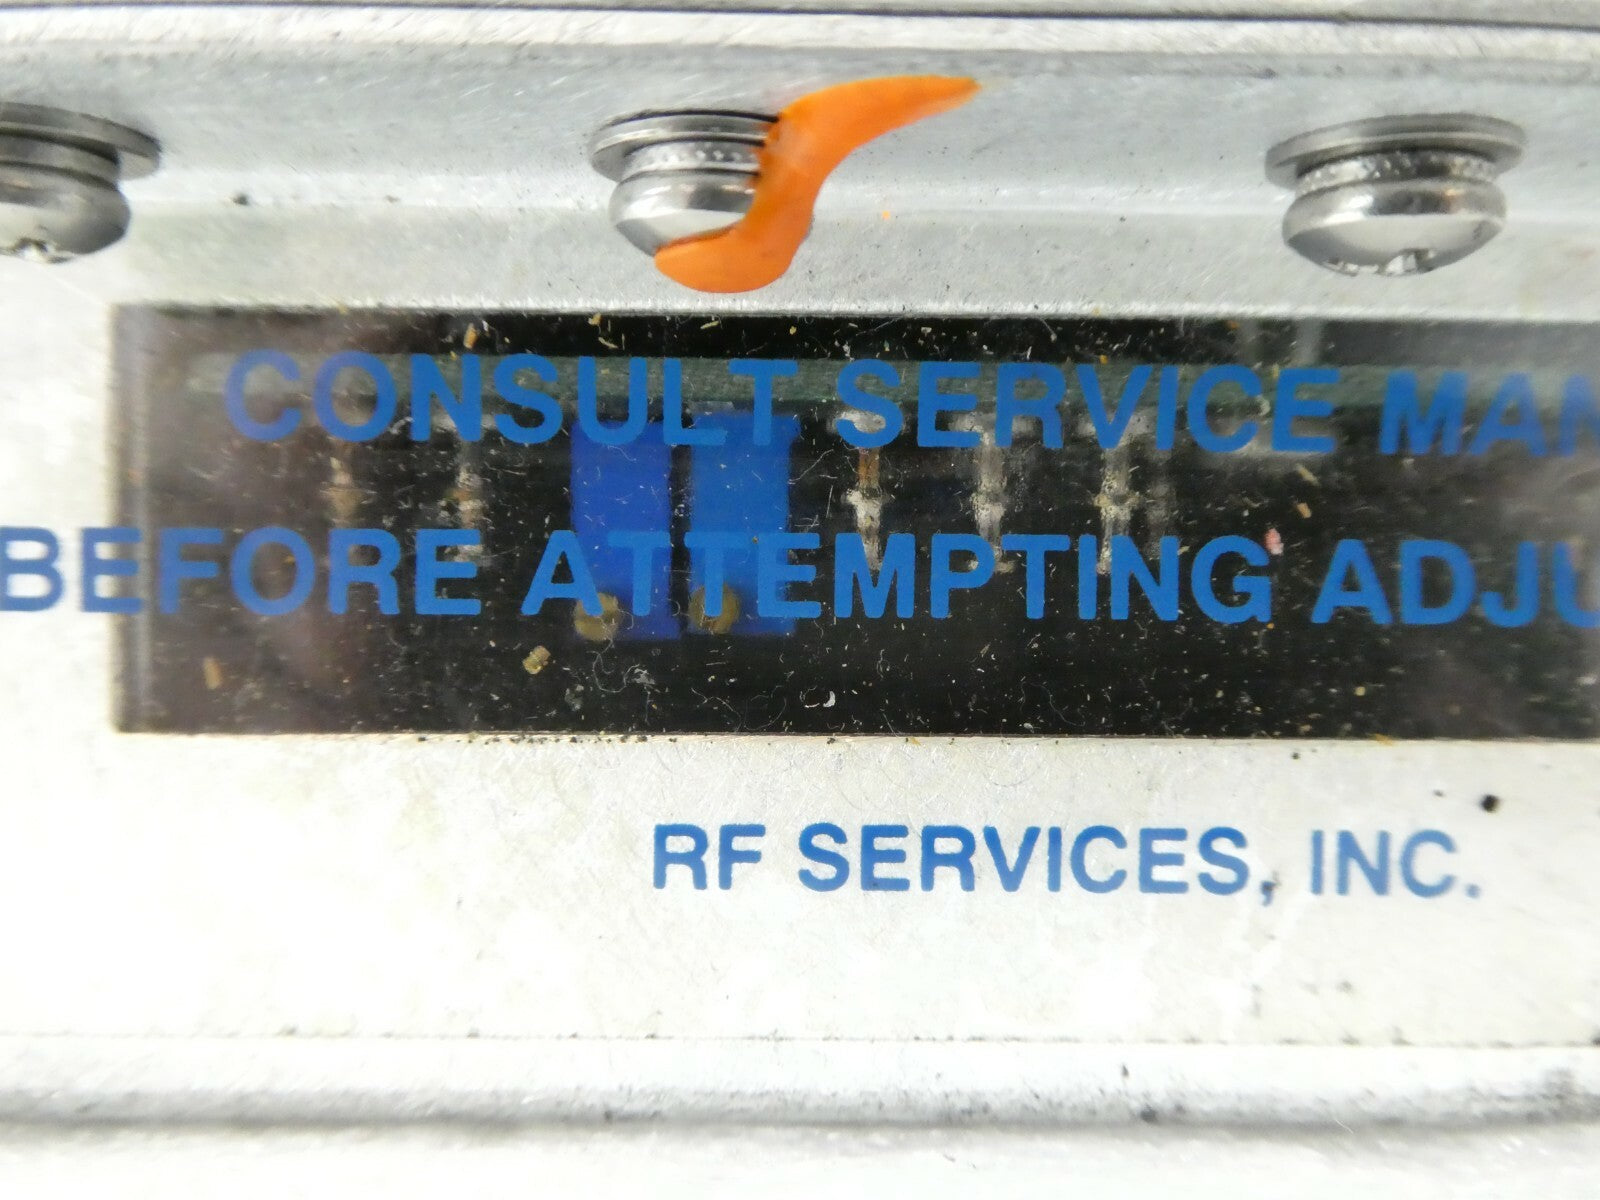 CONSULT SERVICE MAN
BEFORE ATTEMPTING ADJU
RF SERVICES, INC.